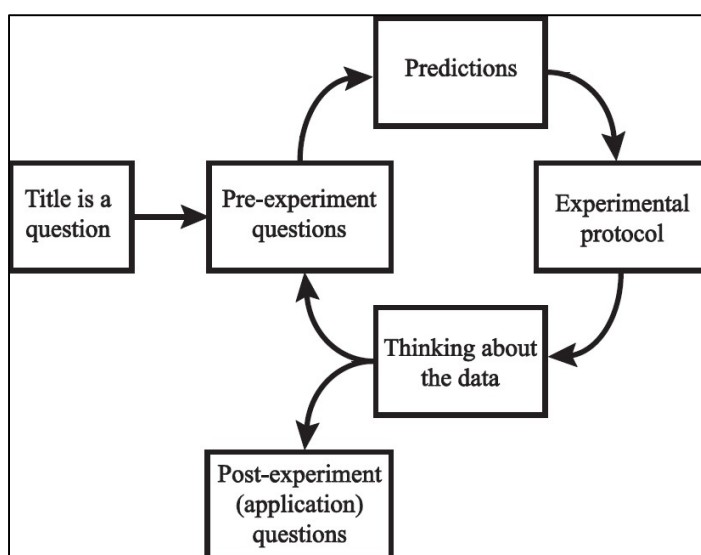 Predictions
Title is a
question
Pre-experiment
questions
Experimental
protocol
Thinking about
the data
Post-experiment
(application)
questions